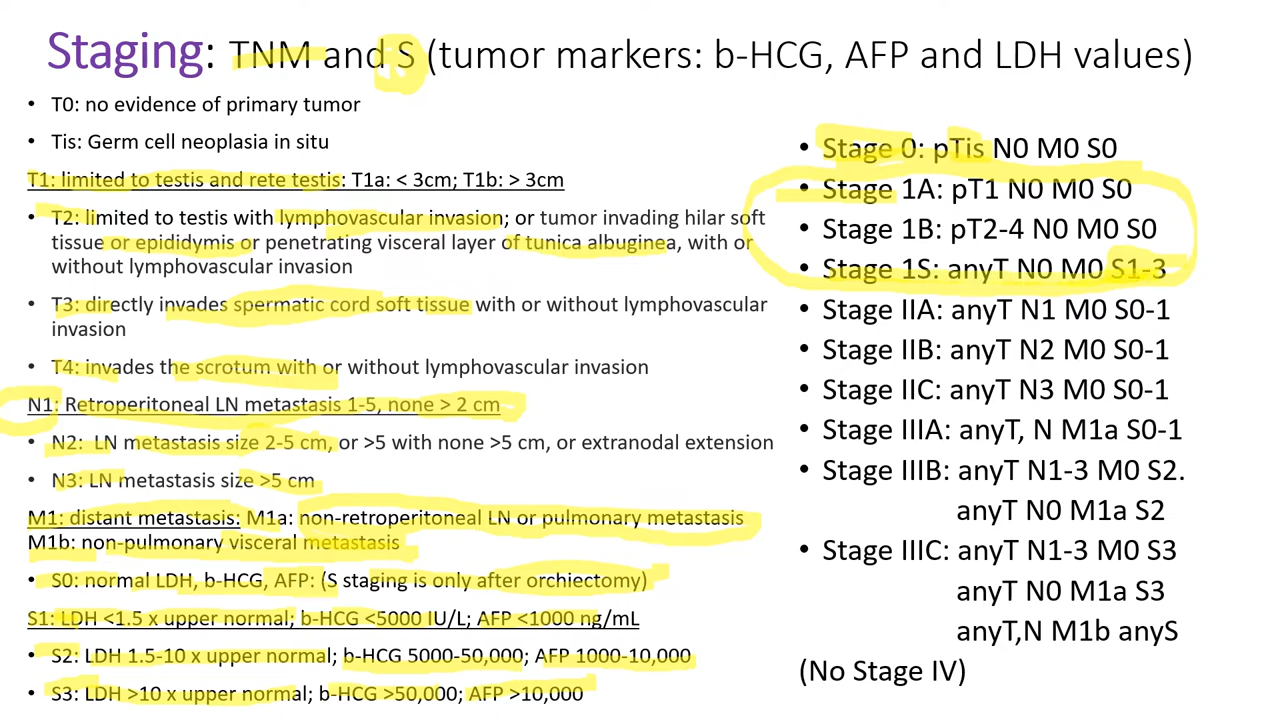 Staging: TNM and S (tumor markers: b-HCG, AFP and LDH values)
• T0: no evidence of primary tumor
• Tis: Germ cell neoplasia in situ
T1: limited to testis and rete testis: T1a: < 3cm; T1b: > 3cm
• T2: limited to testis with lymphovascular invasion; or tumor invading hilar soft
tissue or epididymis or penetrating visceral layer of tunica albuginea, with or
without lymphovascular invasion
• T3: directly invades spermatic cord soft tissue with or without lymphovascular
invasion
• T4: invades the scrotum with or without lymphovascular invasion
N1: Retroperitoneal LN metastasis 1-5, none > 2 cm
• N2: LN metastasis size 2-5 cm, or >5 with none >5 cm, or extranodal extension
• N3: LN metastasis size >5 cm
M1: distant metastasis: M1a: non-retroperitoneal LN or pulmonary metastasis
M1b: non-pulmonary visceral metastasis
• S0: normal LDH, b-HCG, AFP: (S staging is only after orchiectomy)
S1: LDH <1.5 x upper normal; b-HCG <5000 IU/L; AFP <1000 ng/mL
• S2: LDH 1.5-10 x upper normal; b-HCG 5000-50,000; AFP 1000-10,000
• S3: LDH >10 x upper normal; b-HCG >50,000; AFP >10,000
• Stage 0: pTis N0 M0 S0
• Stage 1A: pT1 N0 M0 S0
• Stage 1B: pT2-4 N0 M0 S0
• Stage 1S: anyT N0 M0 S1-3
• Stage IIA: anyT N1 M0 S0-1
• Stage IIB: anyT N2 M0 S0-1
• Stage IIC: anyT N3 M0 S0-1
• Stage IIIA: anyT, N M1a S0-1
• Stage IIIB: anyT N1-3 M0 S2.
anyT N0 M1a S2
• Stage IIIC: anyT N1-3 M0 S3
anyT N0 M1a S3
anyT,N M1b anyS
(No Stage IV)